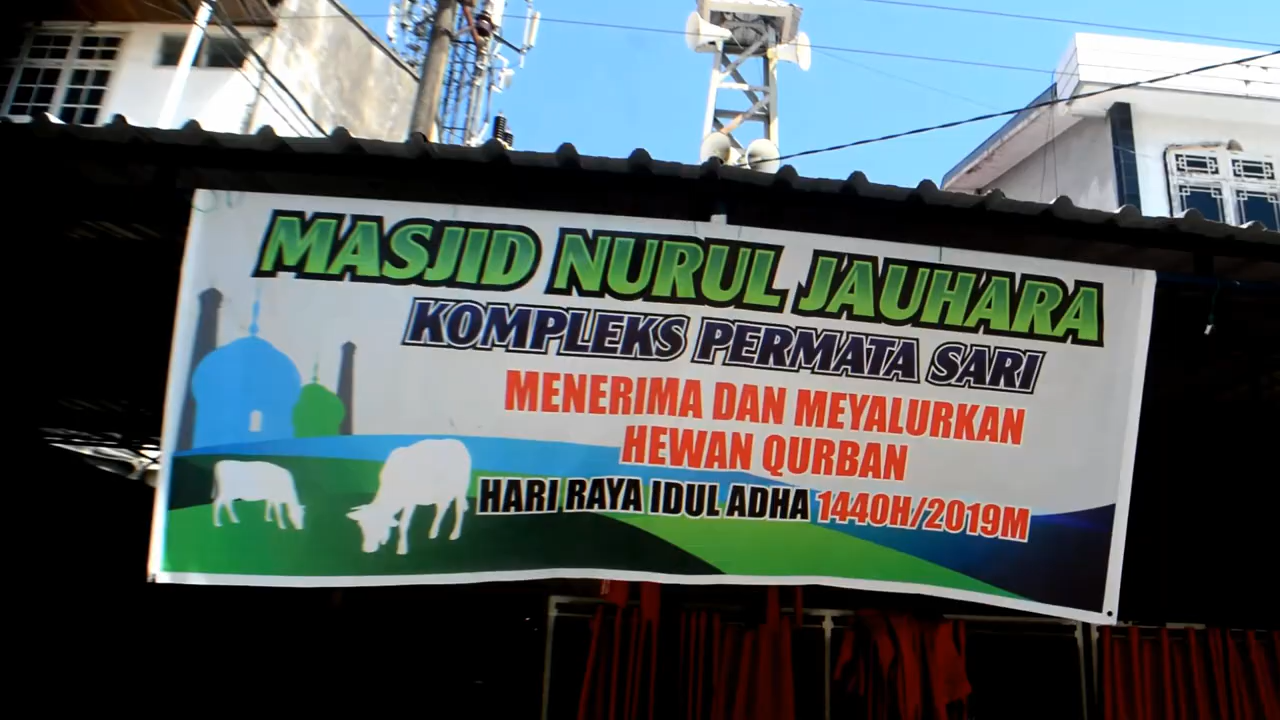 MASJID NURUL JAUHARA
KOMPLEKS PERMATA SARI
MENERIMA DAN MEYALURKAN
HEWAN QURBAN
HARI RAYA IDUL ADHA 1440H/2019M